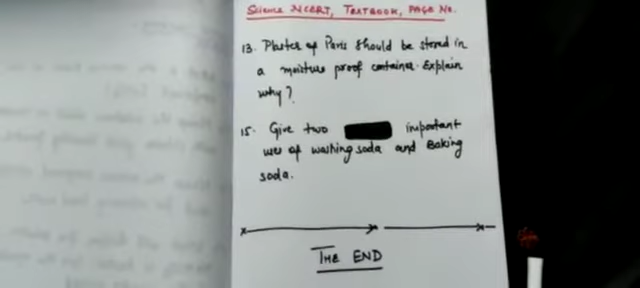 Science NCERT, TEXTBOOK, PAGE No.
13. Plaster of Paris should be stored in
a moisture proof container. Explain
why?
15. Give two important
uses of washing soda and Baking
soda.
THE END